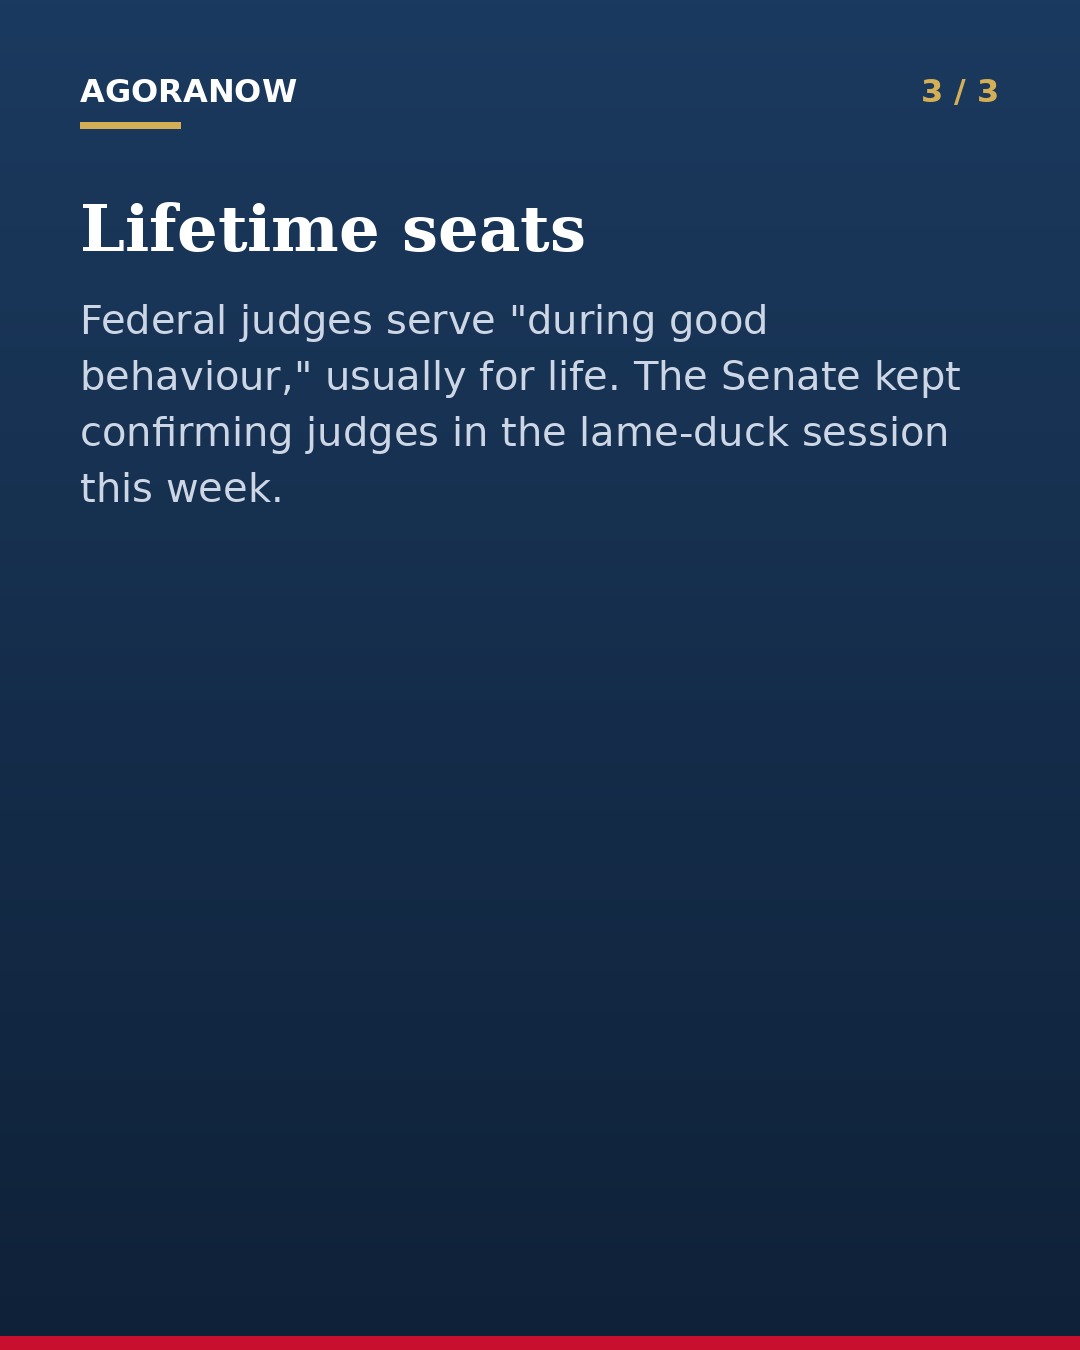 AGORANOW
3 / 3
Lifetime seats
Federal judges serve "during good
behaviour," usually for life. The Senate kept
confirming judges in the lame-duck session
this week.